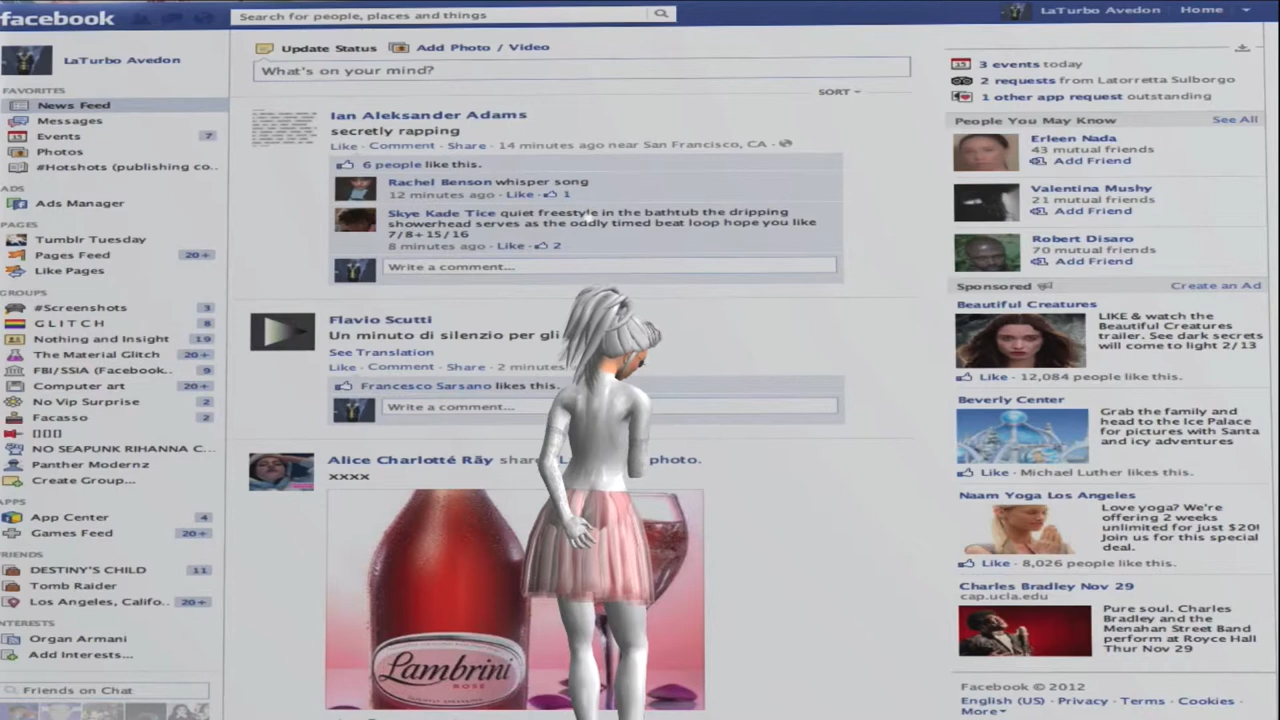 facebook
Search for people, places and things
LaTurbo Avedon
Home
LaTurbo Avedon
FAVORITES
News Feed
Messages
Events
7
Photos
#Hotshots (publishing co..
ADS
Ads Manager
PAGES
Tumblr Tuesday
Pages Feed
20+
Like Pages
GROUPS
#Screenshots
3
G L I T C H
8
Nothing and Insight
19
The Material Glitch
20+
FBI/SSIA (Facebook..
9
Computer art
20+
No Vip Surprise
2
Facasso
2
NO SEAPUNK RIHANNA C...
Panther Modernz
Create Group...
APPS
App Center
4
Games Feed
20+
FRIENDS
DESTINY'S CHILD
11
Tomb Raider
Los Angeles, Califo..
20+
INTERESTS
Organ Armani
Add Interests...
Friends on Chat
Update Status
Add Photo / Video
What's on your mind?
SORT
Ian Aleksander Adams
secretly rapping
Like · Comment · Share · 14 minutes ago near San Francisco, CA ·
6 people like this.
Rachel Benson whisper song
12 minutes ago · Like · 1
Skye Kade Tice quiet freestyle in the bathtub the dripping
showerhead serves as the oddly timed beat loop hope you like
7/8+15/16
8 minutes ago · Like · 2
Write a comment...
Flavio Scutti
Un minuto di silenzio per gli
See Translation
Like · Comment · Share · 2 minutes
Francesco Sarsano likes this.
Write a comment...
Alice Charlotté Rãy photo.
xxxx
Lambrini
ROSÉ
3 events today
2 requests from Latorretta Sulborgo
1 other app request outstanding
People You May Know
See All
Erleen Nada
43 mutual friends
Add Friend
Valentina Mushy
21 mutual friends
Add Friend
Robert Disaro
70 mutual friends
Add Friend
Sponsored
Create an Ad
Beautiful Creatures
LIKE & watch the
Beautiful Creatures
trailer. See dark secrets
will come to light 2/13
Like · 12,084 people like this.
Beverly Center
Grab the family and
head to the Ice Palace
for pictures with Santa
and icy adventures
Like · Michael Luther likes this.
Naam Yoga Los Angeles
Love yoga? We're
offering 2 weeks
unlimited for just $20!
Join us for this special
deal.
Like · 8,026 people like this.
Charles Bradley Nov 29
cap.ucla.edu
Pure soul. Charles
Bradley and the
Menahan Street Band
perform at Royce Hall
Thur Nov 29
Facebook © 2012
English (US) · Privacy · Terms · Cookies ·
More